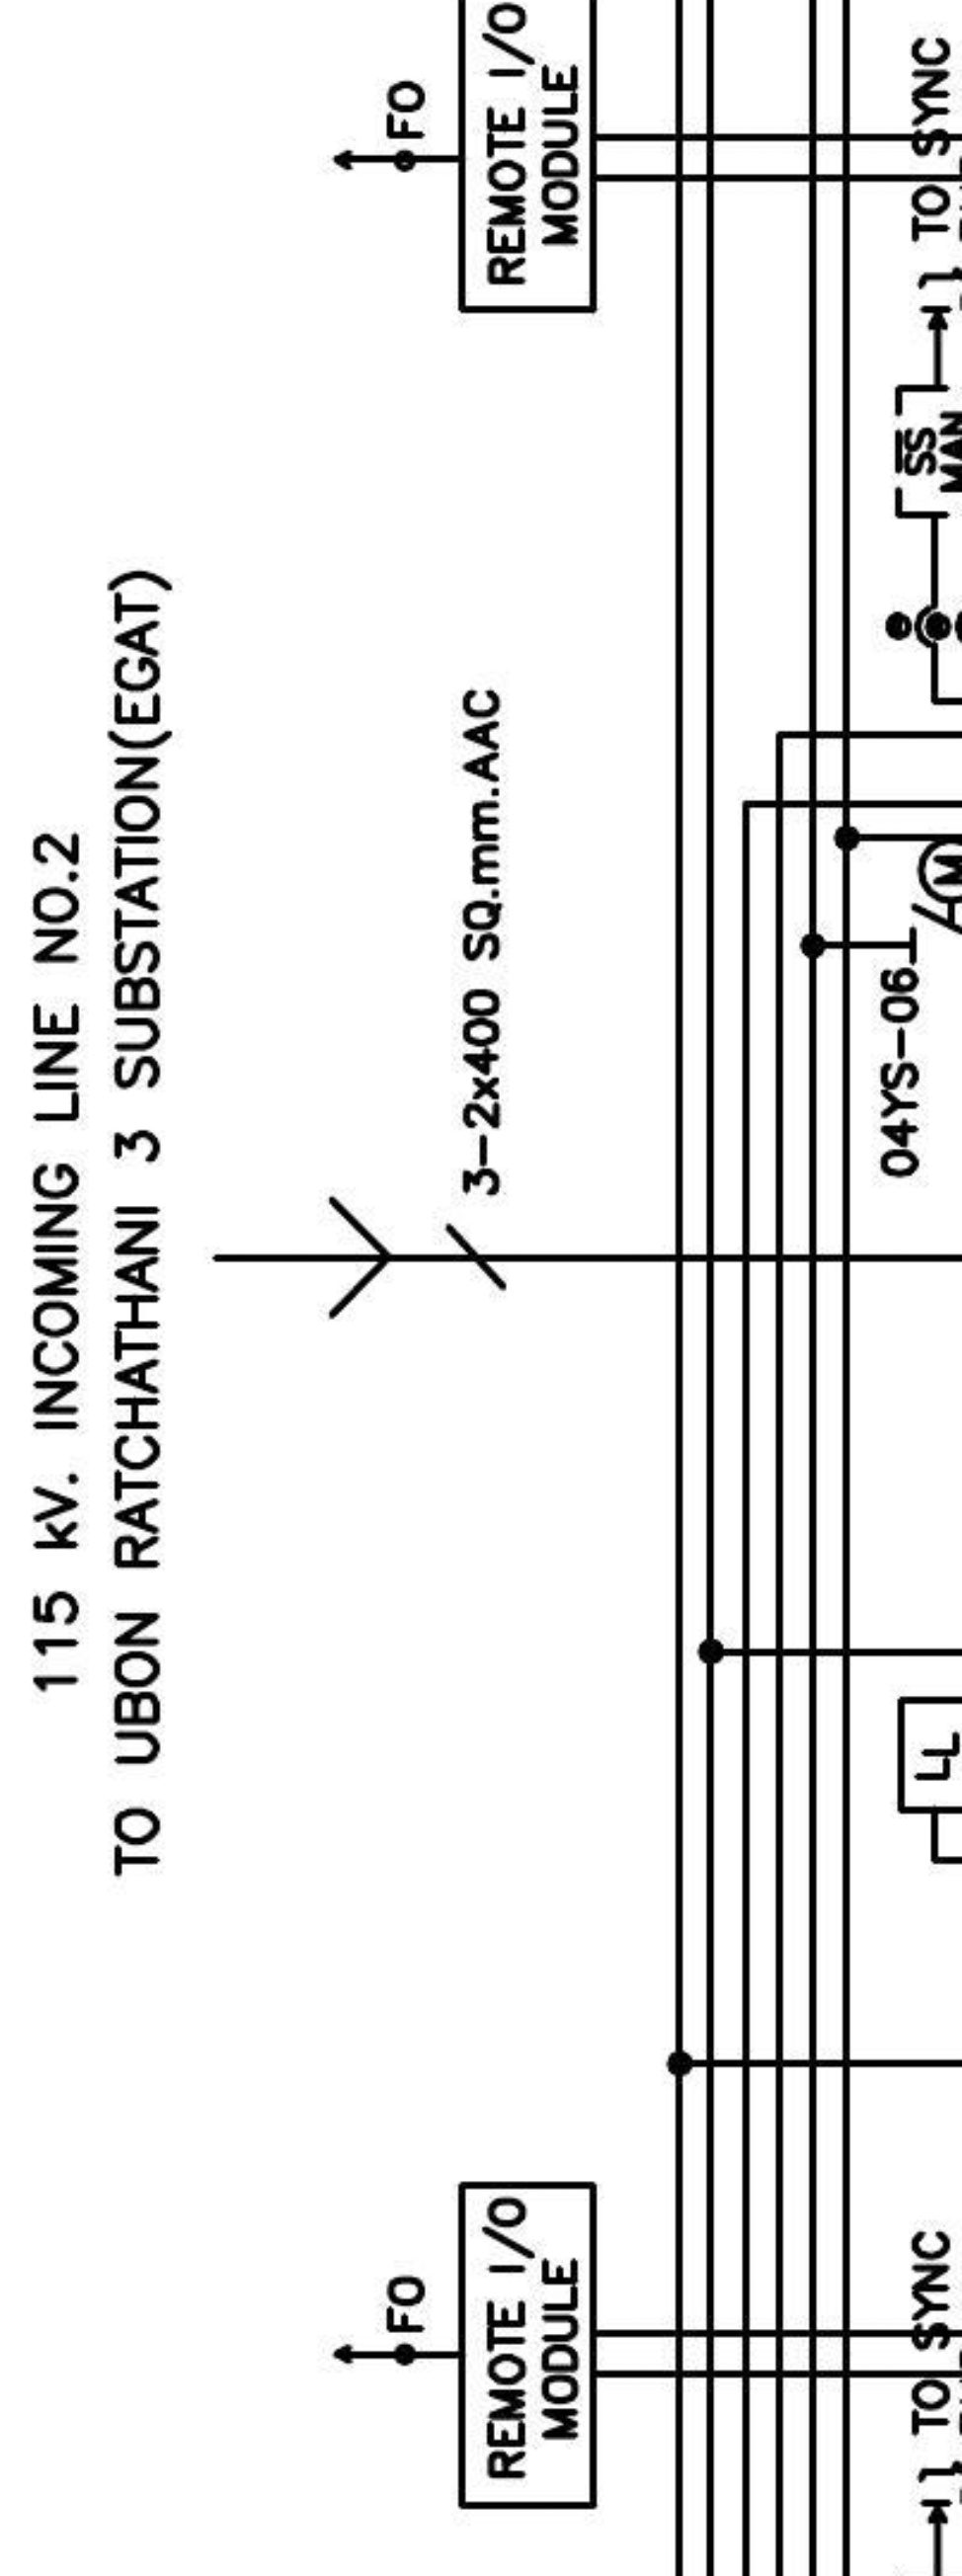 115 kV. INCOMING LINE NO.2
TO UBON RATCHATHANI 3 SUBSTATION(EGAT)
FO
REMOTE I/O
MODULE
3-2x400 SQ.mm.AAC
FO
REMOTE I/O
MODULE
TO SYNC
LL
04YS-06
M
SS
MAN
TO SYNC